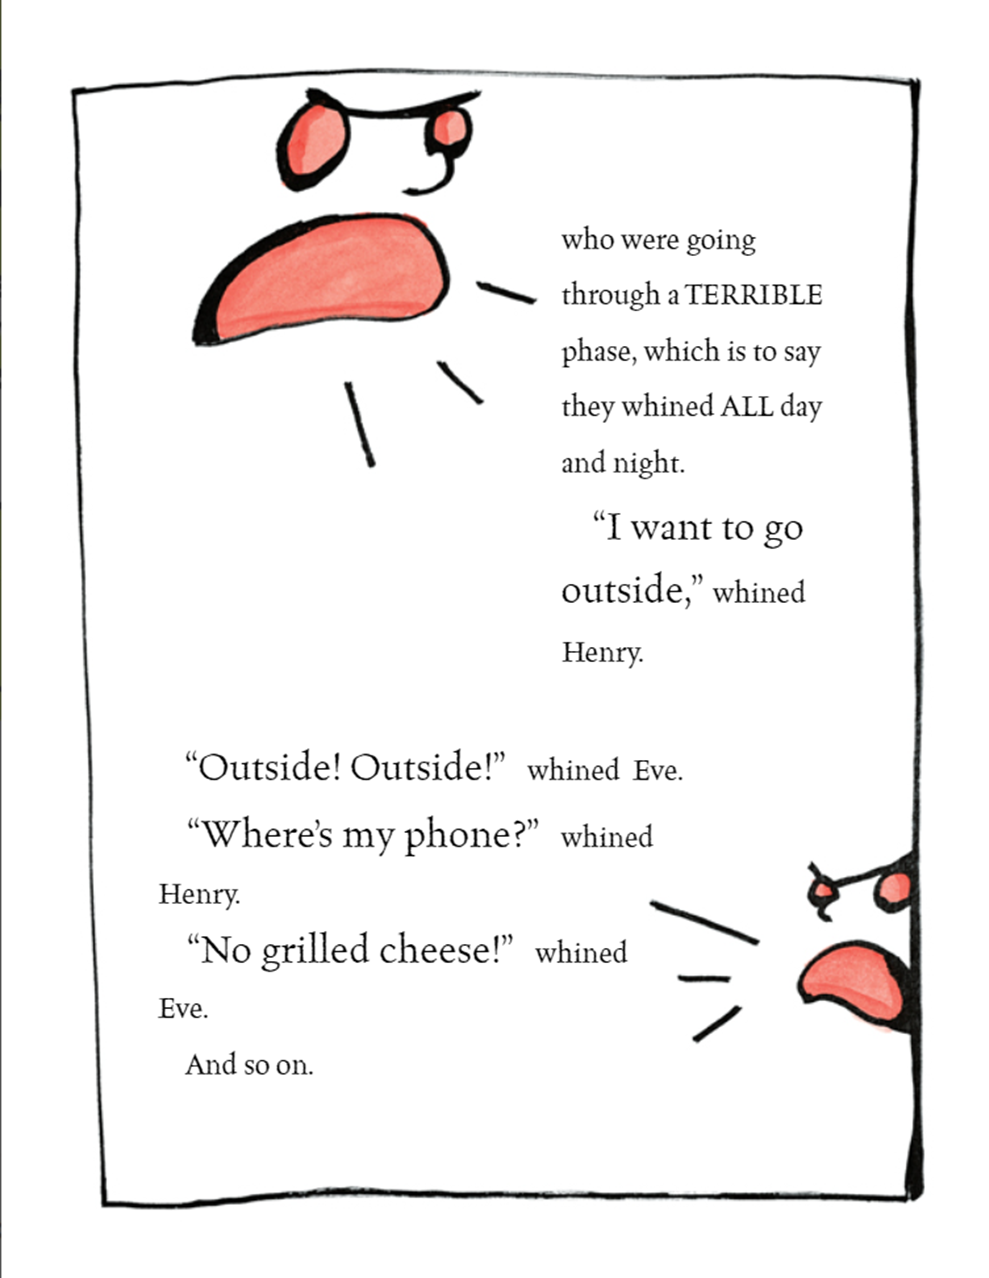 who were going
through a TERRIBLE
phase, which is to say
they whined ALL day
and night.
“I want to go
outside,” whined
Henry.
“Outside! Outside!” whined Eve.
“Where’s my phone?” whined
Henry.
“No grilled cheese!” whined
Eve.
And so on.